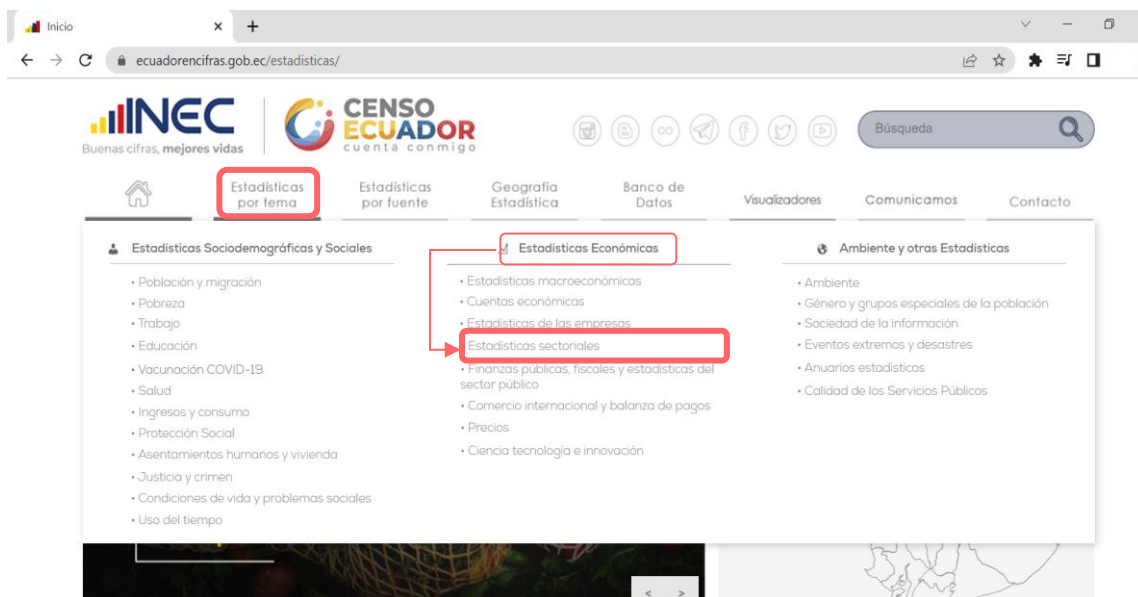 Inicio
ecuadorencifras.gob.ec/estadisticas/
INEC
Buenas cifras, mejores vidas
CENSO
ECUADOR
cuenta conmigo
Búsqueda
Estadísticas
por tema
Estadísticas
por fuente
Geografía
Estadística
Banco de
Datos
Visualizadores
Comunicamos
Contacto
Estadísticas Sociodemográficas y Sociales
• Población y migración
• Pobreza
• Trabajo
• Educación
• Vacunación COVID-19
• Salud
• Ingresos y consumo
• Protección Social
• Asentamientos humanos y vivienda
• Justicia y crimen
• Condiciones de vida y problemas sociales
• Uso del tiempo
Estadísticas Económicas
• Estadísticas macroeconómicas
• Cuentas económicas
• Estadísticas de las empresas
Estadísticas sectoriales
• Finanzas públicas, fiscales y estadísticas del
sector público
• Comercio internacional y balanza de pagos
• Precios
• Ciencia tecnología e innovación
Ambiente y otras Estadísticas
• Ambiente
• Género y grupos especiales de la población
• Sociedad de la información
• Eventos extremos y desastres
• Anuarios estadísticos
• Calidad de los Servicios Públicos
< >